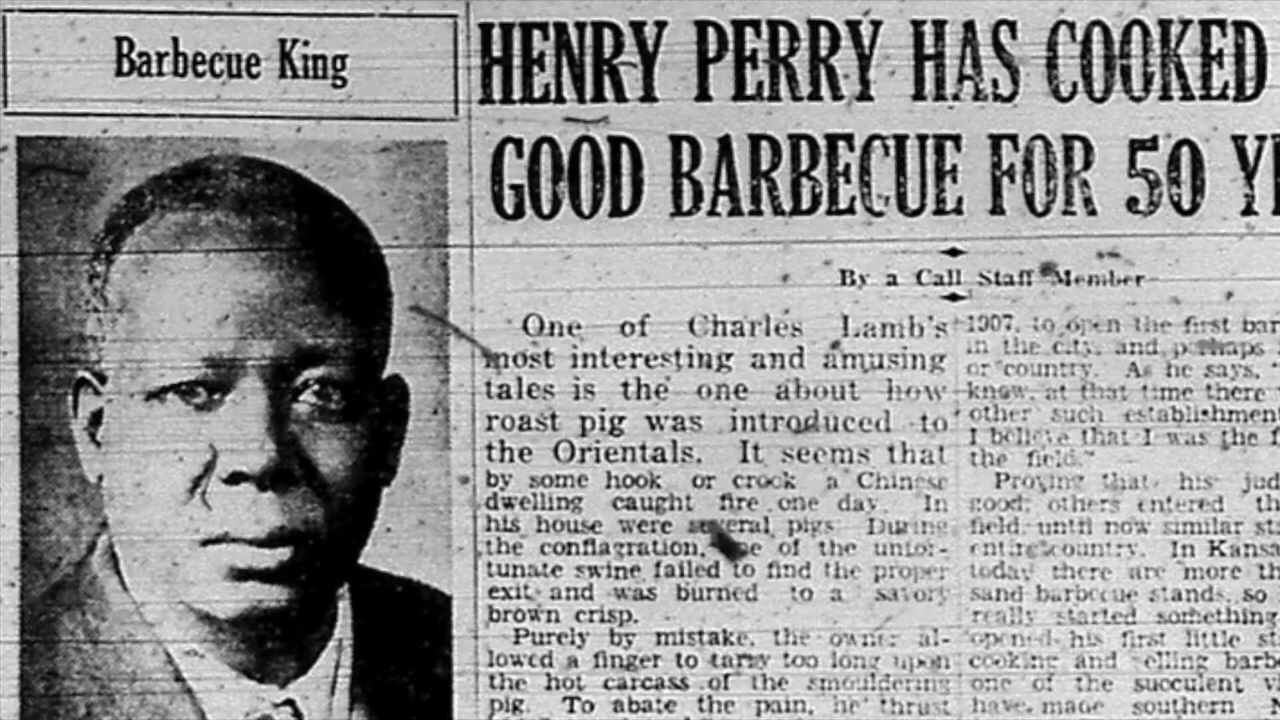 Barbecue King
HENRY PERRY HAS COOKED
GOOD BARBECUE FOR 50 Y
By a Call Staff Member
One of Charles Lamb's
most interesting and amusing
tales is the one about how
roast pig was introduced to
the Orientals. It seems that
by some hook or crock a Chinese
dwelling caught fire one day. In
his house were several pigs During
the conflagration, of the unfor-
tunate swine failed to find the proper
exit and was burned to a savory
brown crisp.
Purely by mistake, the owner al-
lowed a finger to tarry too long upon
the hot carcass of the smouldering
pig. To abate the pain, he thrust
1907, to open the first bar
in the city, and perhaps
or country. As he says, "
know, at that time there
other such establishmen
I believe that I was the f
the field."
Proving that his jud
good, others entered th
field, until now similar st
entire country. In Kansa
today there are more th
sand barbecue stands, so
really started something
opened his first little st
cooking and selling barb
one of the succulent vi
have made southern